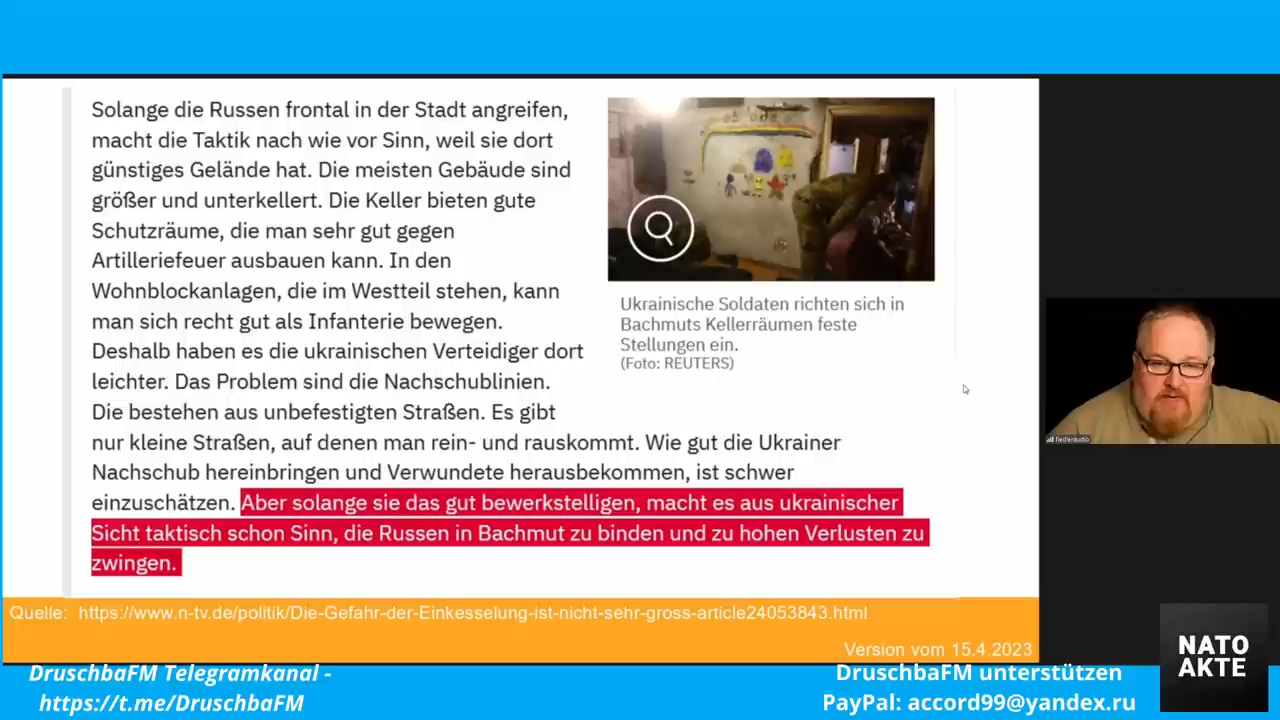 Solange die Russen frontal in der Stadt angreifen,
macht die Taktik nach wie vor Sinn, weil sie dort
günstiges Gelände hat. Die meisten Gebäude sind
größer und unterkellert. Die Keller bieten gute
Schutzräume, die man sehr gut gegen
Artilleriefeuer ausbauen kann. In den
Wohnblockanlagen, die im Westteil stehen, kann
man sich recht gut als Infanterie bewegen.
Deshalb haben es die ukrainischen Verteidiger dort
leichter. Das Problem sind die Nachschublinien.
Die bestehen aus unbefestigten Straßen. Es gibt
nur kleine Straßen, auf denen man rein- und rauskommt. Wie gut die Ukrainer
Nachschub hereinbringen und Verwundete herausbekommen, ist schwer
einzuschätzen. Aber solange sie das gut bewerkstelligen, macht es aus ukrainischer
Sicht taktisch schon Sinn, die Russen in Bachmut zu binden und zu hohen Verlusten zu
zwingen.
Ukrainische Soldaten richten sich in
Bachmuts Kellerräumen feste
Stellungen ein.
(Foto: REUTERS)
fiedleraudio
Quelle: https://www.n-tv.de/politik/Die-Gefahr-der-Einkesselung-ist-nicht-sehr-gross-article24053843.html
Version vom 15.4.2023
DruschbaFM Telegramkanal -
https://t.me/DruschbaFM
DruschbaFM unterstützen
PayPal: accord99@yandex.ru
NATO
AKTE